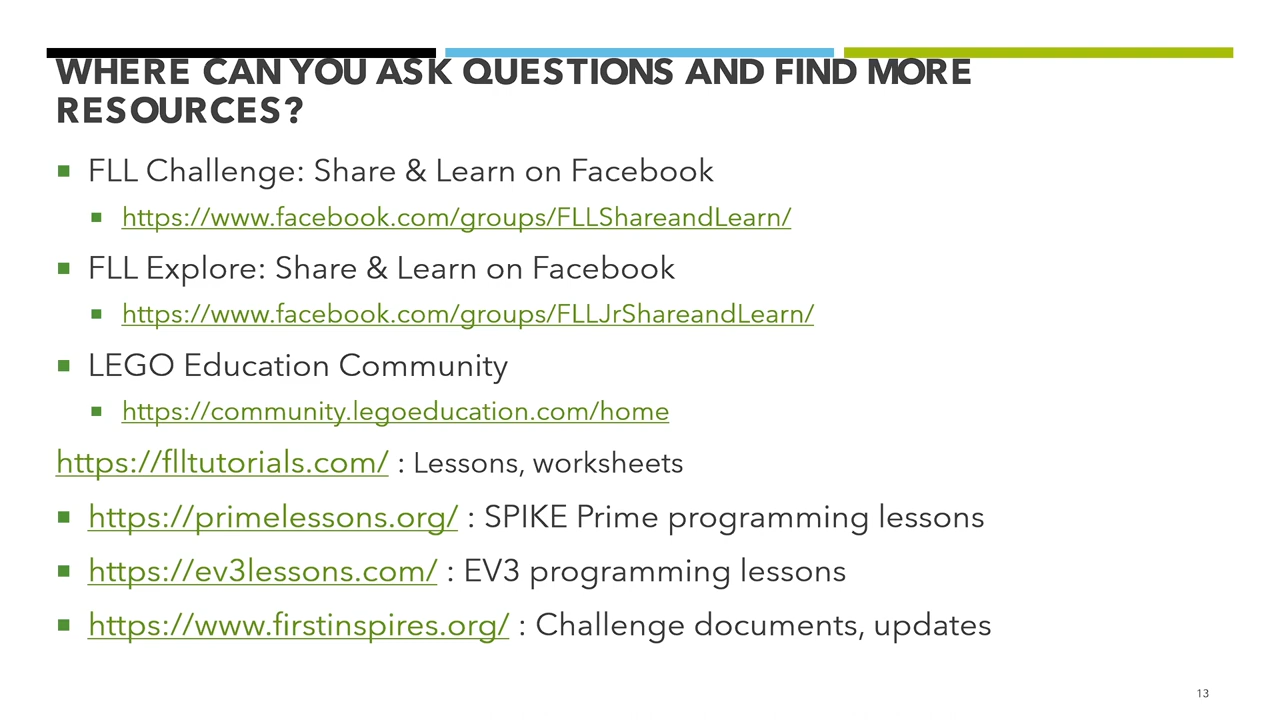 WHERE CAN YOU ASK QUESTIONS AND FIND MORE
RESOURCES?
FLL Challenge: Share & Learn on Facebook
https://www.facebook.com/groups/FLLShareandLearn/
FLL Explore: Share & Learn on Facebook
https://www.facebook.com/groups/FLLJrShareandLearn/
LEGO Education Community
https://community.legoeducation.com/home
https://flltutorials.com/ : Lessons, worksheets
https://primelessons.org/ : SPIKE Prime programming lessons
https://ev3lessons.com/ : EV3 programming lessons
https://www.firstinspires.org/ : Challenge documents, updates
13